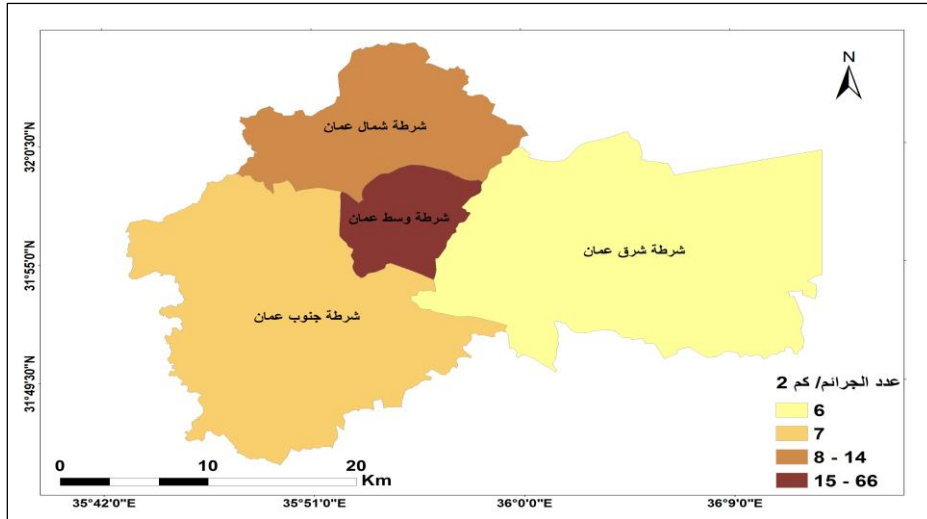 N
شرطة شمال عمان
شرطة وسط عمان
شرطة شرق عمان
شرطة جنوب عمان
32°0'30"N
31°55'0"N
31°49'30"N
عدد الجرائم/ كم 2
6
7
8 - 14
15 - 66
0 10 20
Km
35°42'0"E 35°51'0"E 36°0'0"E 36°9'0"E